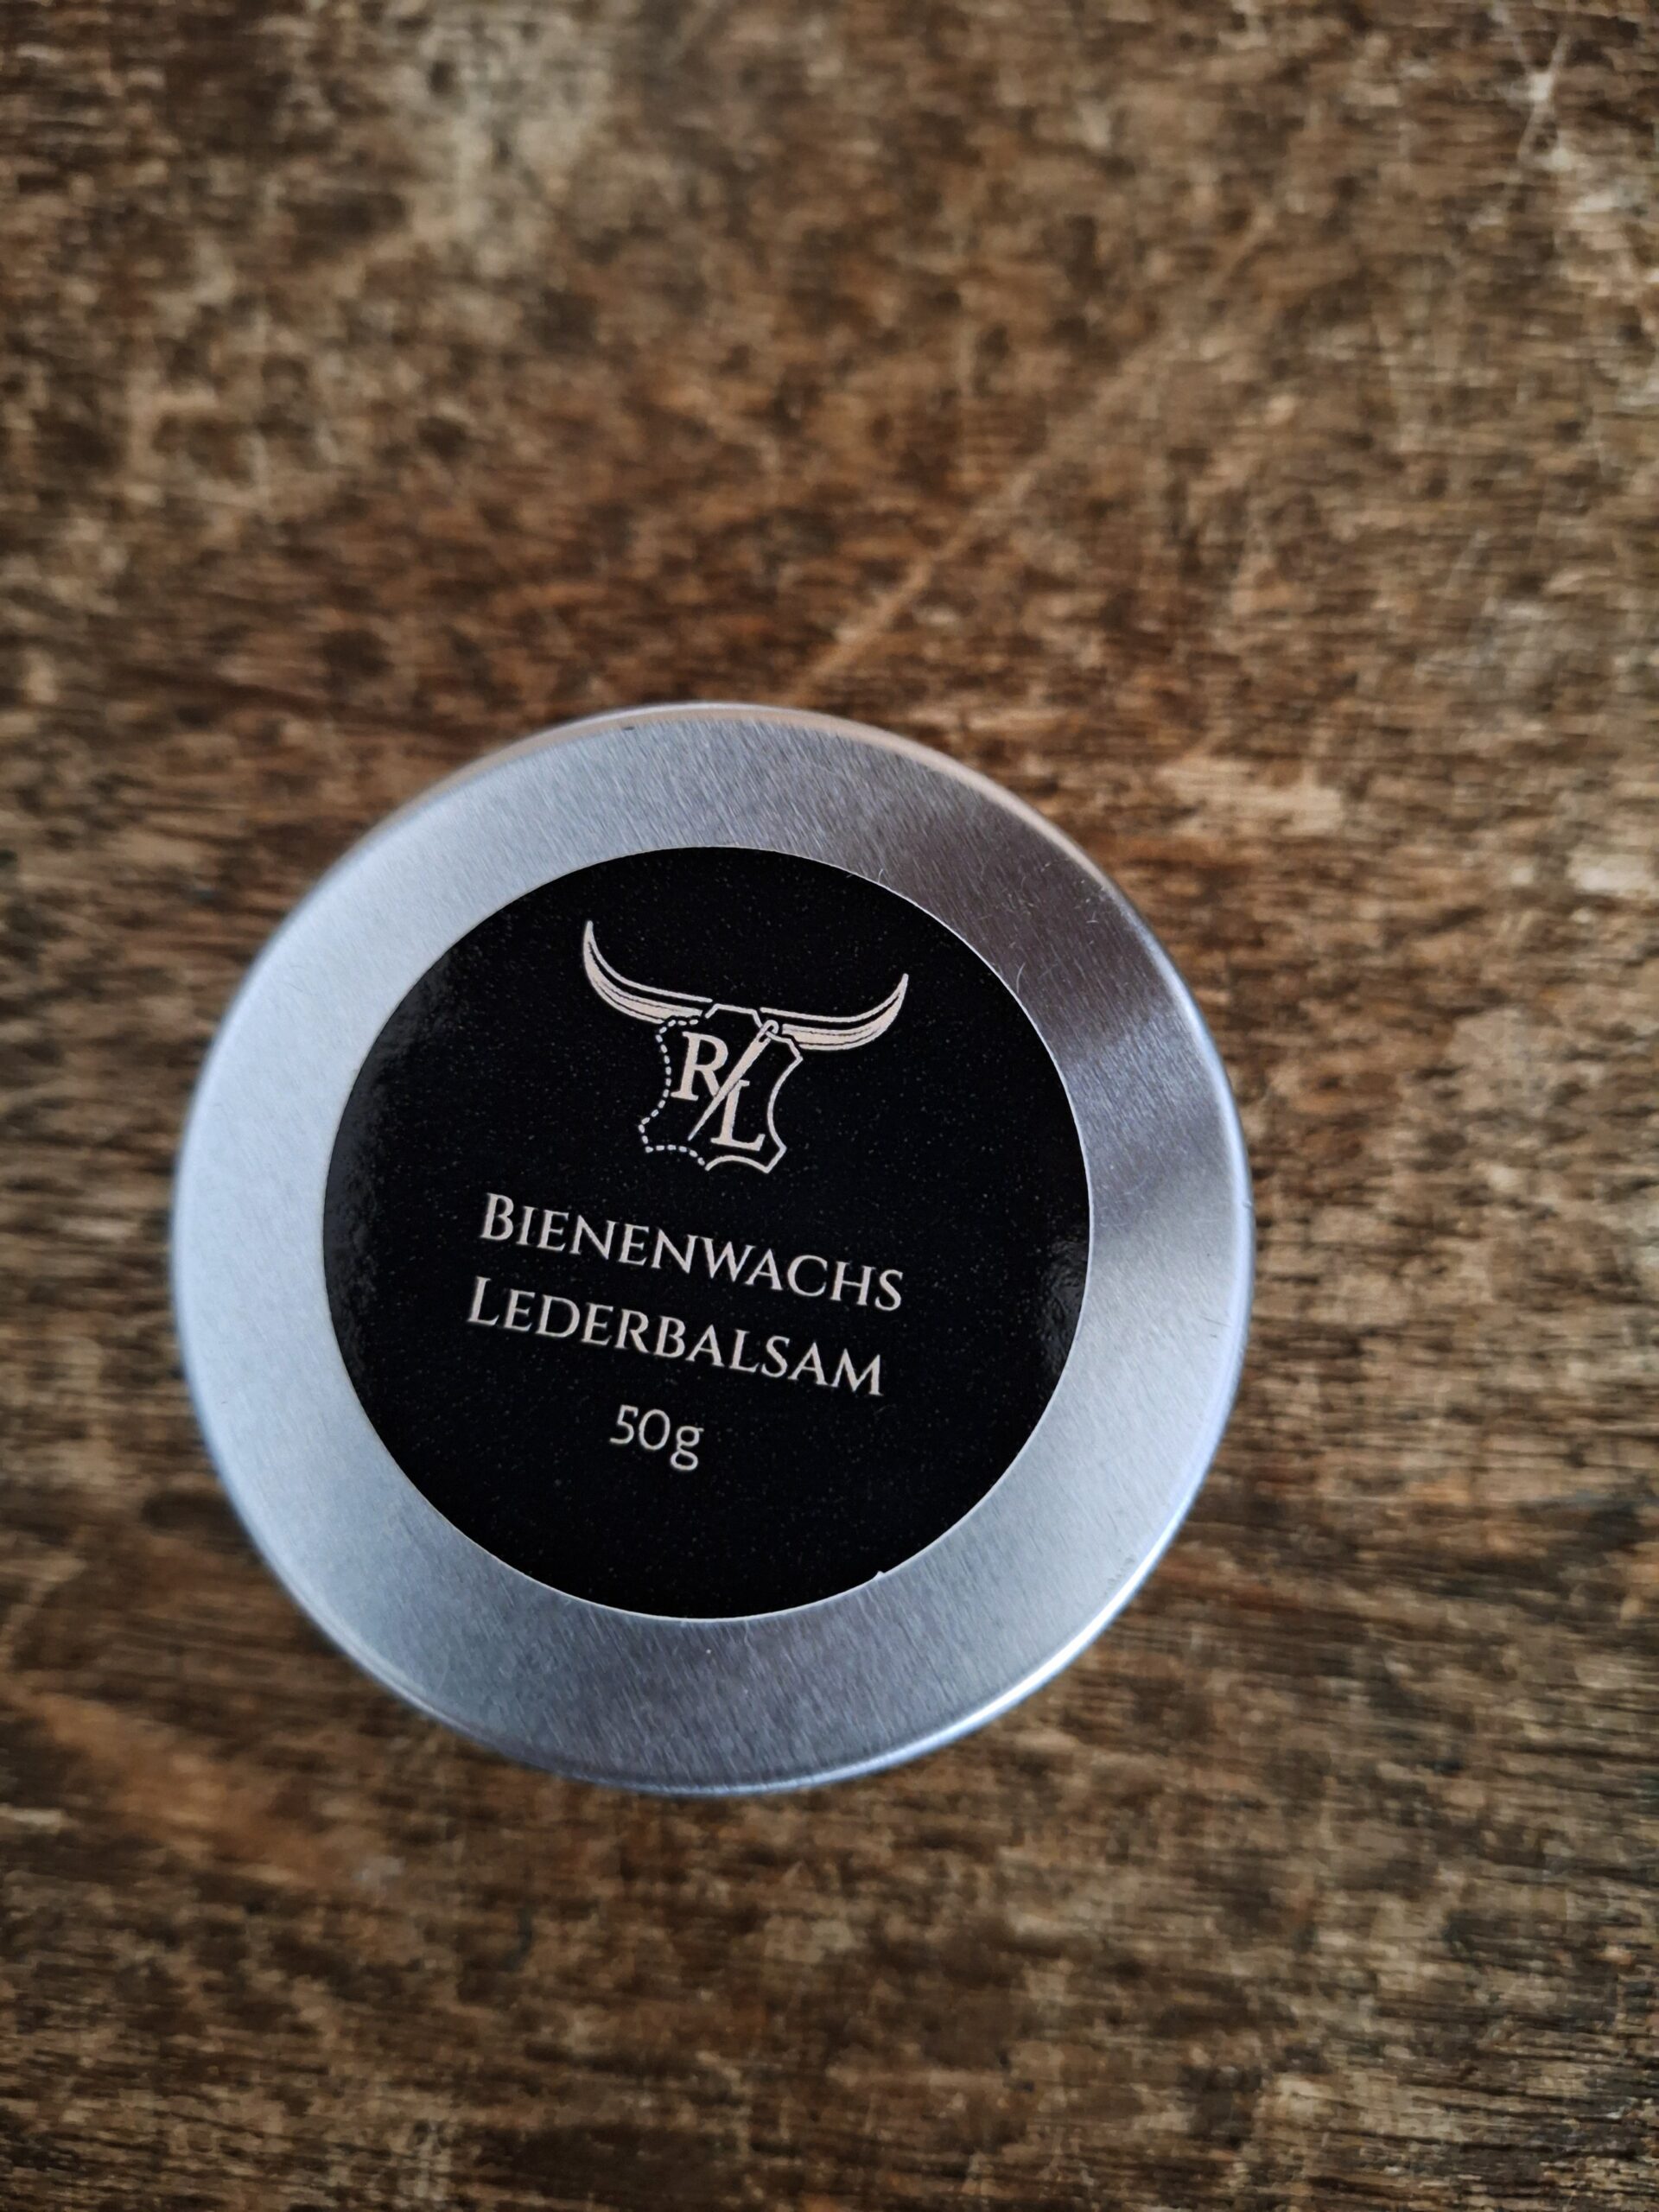 RL
BIENENWACHS
LEDERBALSAM
50g